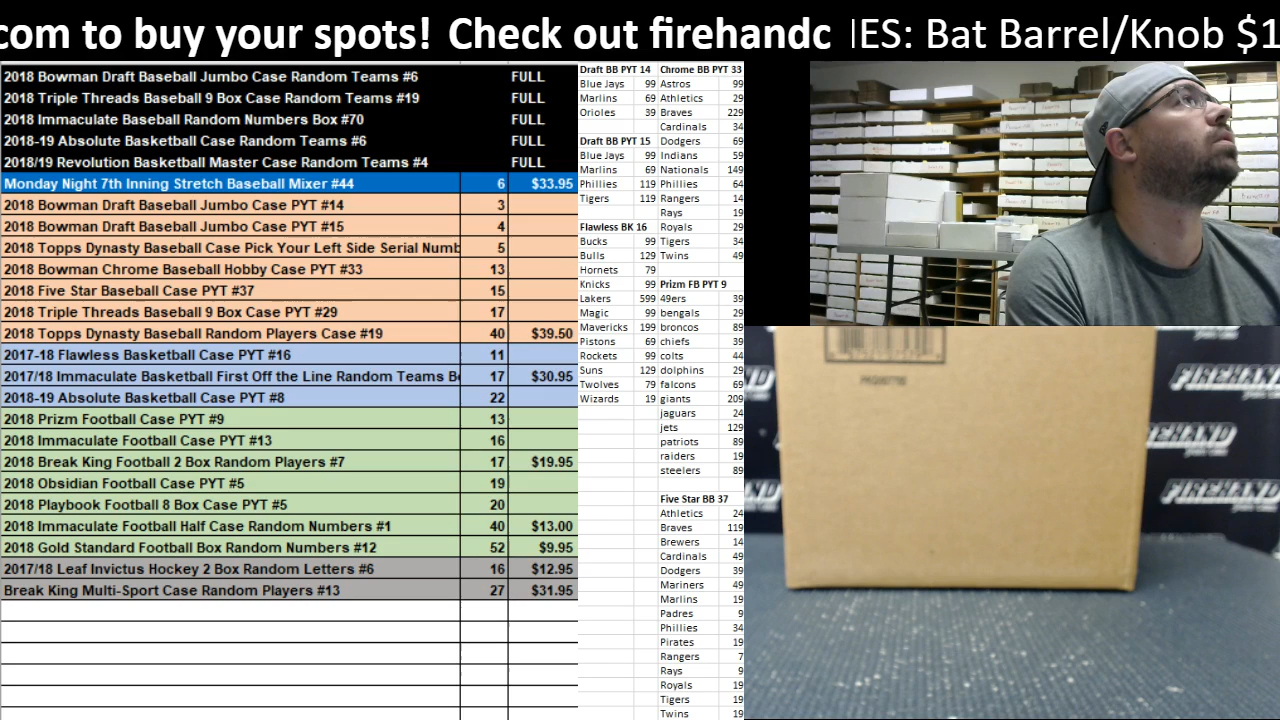 com to buy your spots! Check out firehandc
IES: Bat Barrel/Knob $1
2018 Bowman Draft Baseball Jumbo Case Random Teams #6 FULL
2018 Triple Threads Baseball 9 Box Case Random Teams #19 FULL
2018 Immaculate Baseball Random Numbers Box #70 FULL
2018-19 Absolute Basketball Random Teams #6 FULL
2018/19 Revolution Basketball Master Case Random Teams #4 FULL
Monday Night 7th Inning Stretch Baseball Mixer #44 6 $33.95
2018 Bowman Draft Baseball Jumbo Case PYT #14 3
2018 Bowman Draft Baseball Jumbo Case PYT #15 4
2018 Topps Dynasty Baseball Case Pick Your Left Side Serial Numb 5
2018 Bowman Chrome Baseball Hobby Case PYT #33 13
2018 Five Star Baseball Case PYT #37 15
2018 Triple Threads Baseball 9 Box Case PYT #29 17
2018 Topps Dynasty Baseball Random Players Case #19 40 $39.50
2017-18 Flawless Basketball Case PYT #16 11
2017/18 Immaculate Basketball First Off the Line Random Teams Bo 17 $30.95
2018-19 Absolute Basketball Case PYT #8 22
2018 Prizm Football Case PYT #9 13
2018 Immaculate Football Case PYT #13 16
2018 Break King Football 2 Box Random Players #7 17 $19.95
2018 Obsidian Football Case PYT #5 19
2018 Playbook Football 8 Box Case PYT #5 20
2018 Immaculate Football Half Case Random Numbers #1 40 $13.00
2018 Gold Standard Football Box Random Numbers #12 52 $9.95
2017/18 Leaf Invictus Hockey 2 Box Random Letters #6 16 $12.95
Break King Multi-Sport Case Random Players #13 27 $31.95
Draft BB PYT 14
Blue Jays 99
Marlins 69
Orioles 39
Draft BB PYT 15
Blue Jays 99
Marlins 69
Phillies 119
Tigers 119
Flawless BK 16
Bucks 99
Bulls 129
Hornets 79
Knicks 99
Lakers 599
Magic 99
Mavericks 199
Pistons 69
Rockets 99
Suns 129
Twolves 79
Wizards 19
Chrome BB PYT 33
Astros 99
Athletics 29
Braves 229
Cardinals 34
Dodgers 69
Indians 59
Nationals 149
Phillies 64
Rangers 14
Rays 19
Royals 29
Tigers 34
Twins 49
Prizm FB PYT 9
49ers 39
bengals 29
broncos 89
chiefs 39
colts 44
dolphins 29
falcons 69
giants 209
jaguars 24
jets 129
patriots 89
raiders 19
steelers 89
Five Star BB 37
Athletics 24
Braves 119
Brewers 14
Cardinals 49
Dodgers 39
Mariners 49
Marlins 19
Padres 9
Phillies 34
Pirates 19
Rangers 7
Rays 9
Royals 19
Tigers 19
Twins 19
FIREHAND
FIREHAND
FIREHAND